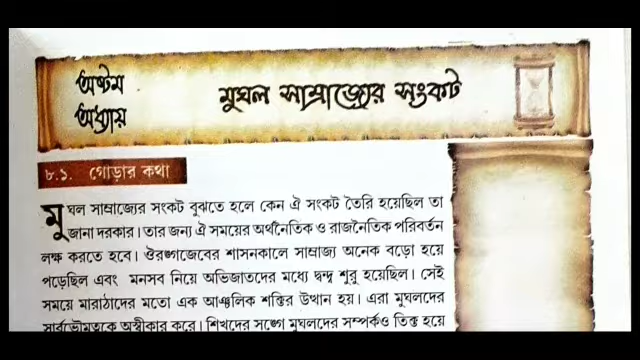 অষ্টম
অধ্যায়
মুঘল সাম্রাজ্যের সংকট
৮.১. গোড়ার কথা
মুঘল সাম্রাজ্যের সংকট বুঝতে হলে কেন ঐ সংকট তৈরি হয়েছিল তা
জানা দরকার। তার জন্য ঐ সময়ের অর্থনৈতিক ও রাজনৈতিক পরিবর্তন
লক্ষ করতে হবে। ঔরঙ্গজেবের শাসনকালে সাম্রাজ্য অনেক বড়ো হয়ে
পড়েছিল এবং মনসব নিয়ে অভিজাতদের মধ্যে দ্বন্দ্ব শুরু হয়েছিল। সেই
সময়ে মারাঠাদের মতো এক আঞ্চলিক শক্তির উত্থান হয়। এরা মুঘলদের
সার্বভৌমত্বকে অস্বীকার করে। শিখদের সঙ্গে মুঘলদের সম্পর্কও তিক্ত হয়ে